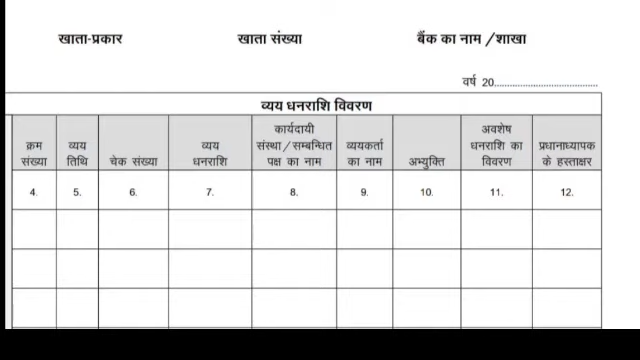 खाता-प्रकार खाता संख्या बैंक का नाम /शाखा
वर्ष 20......................................
व्यय धनराशि विवरण
क्रम संख्या
व्यय तिथि
चेक संख्या
व्यय धनराशि
कार्यदायी संस्था/सम्बन्धित पक्ष का नाम
व्ययकर्ता का नाम
अभ्युक्ति
अवशेष धनराशि का विवरण
प्रधानाध्यापक के हस्ताक्षर
4. 5. 6. 7. 8. 9. 10. 11. 12.